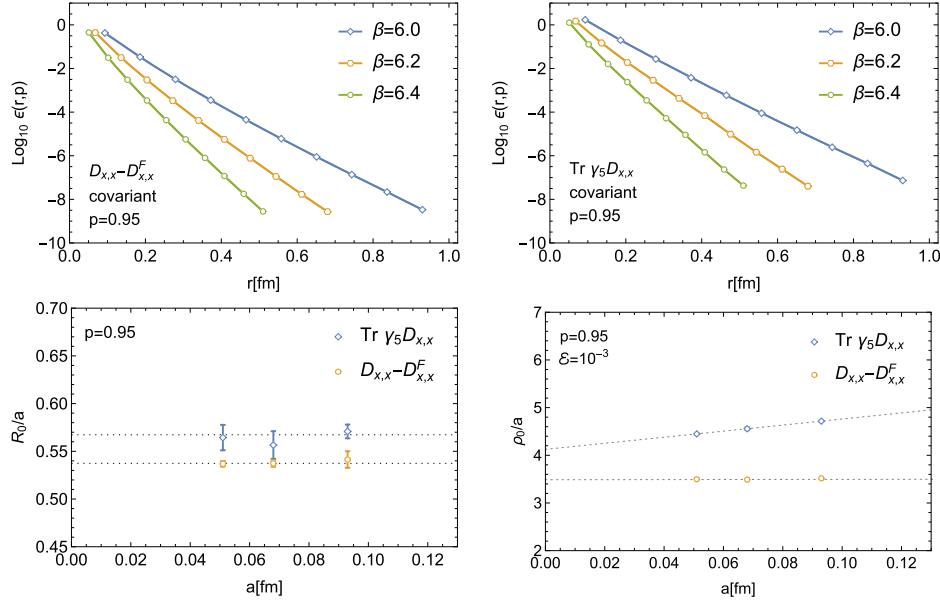 0
−2
−4
−6
−8
−10
Log₁₀ ϵ(r,p)
β=6.0
β=6.2
β=6.4
Dₓ,ₓ−Dᶠₓ,ₓ
covariant
p=0.95
0.0 0.2 0.4 0.6 0.8 1.0
r[fm]
0
−2
−4
−6
−8
−10
Log₁₀ ϵ(r,p)
β=6.0
β=6.2
β=6.4
Tr γ₅Dₓ,ₓ
covariant
p=0.95
0.0 0.2 0.4 0.6 0.8 1.0
r[fm]
0.70
0.65
0.60
0.55
0.50
0.45
R₀/a
p=0.95
Tr γ₅Dₓ,ₓ
Dₓ,ₓ−Dᶠₓ,ₓ
0.00 0.02 0.04 0.06 0.08 0.10 0.12
a[fm]
7
6
5
4
3
2
ρ₀/a
p=0.95
ℰ=10⁻³
Tr γ₅Dₓ,ₓ
Dₓ,ₓ−Dᶠₓ,ₓ
0.00 0.02 0.04 0.06 0.08 0.10 0.12
a[fm]